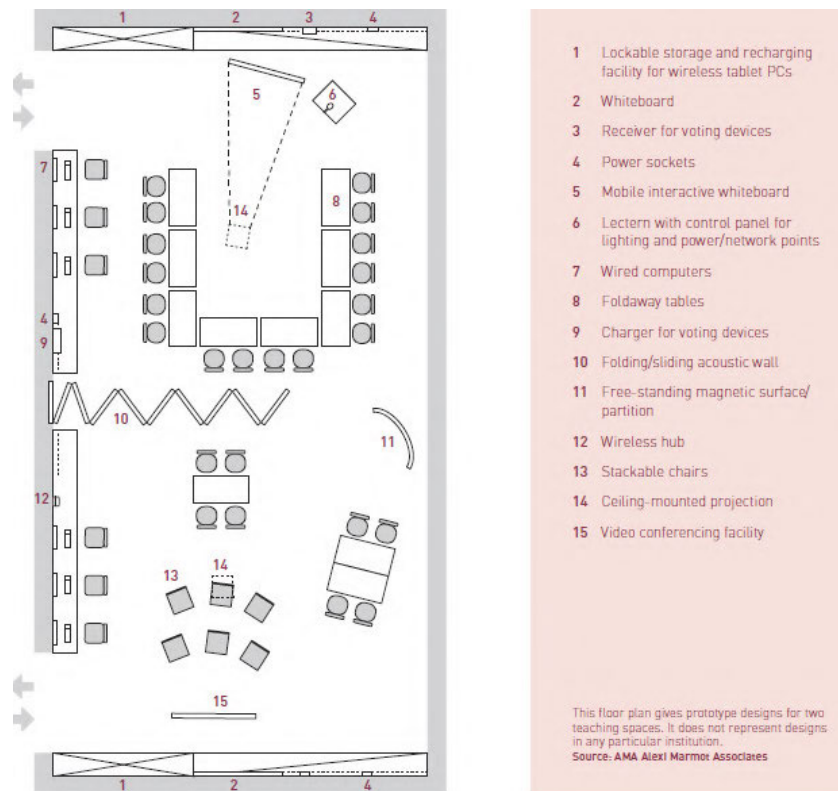 1 2 3 4
5
6
7
14
8
4
9
10
11
12
13
14
15
1 2 4
1 Lockable storage and recharging
facility for wireless tablet PCs
2 Whiteboard
3 Receiver for voting devices
4 Power sockets
5 Mobile interactive whiteboard
6 Lectern with control panel for
lighting and power/network points
7 Wired computers
8 Foldaway tables
9 Charger for voting devices
10 Folding/sliding acoustic wall
11 Free-standing magnetic surface/
partition
12 Wireless hub
13 Stackable chairs
14 Ceiling-mounted projection
15 Video conferencing facility
This floor plan gives prototype designs for two
teaching spaces. It does not represent designs
in any particular institution.
Source: AMA Alexi Marmot Associates